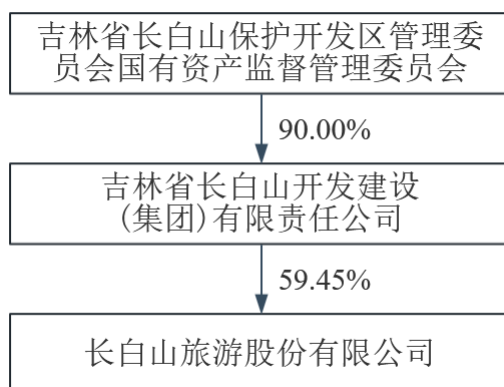 吉林省长白山保护开发区管理委
员会国有资产监督管理委员会
90.00%
吉林省长白山开发建设
(集团)有限责任公司
59.45%
长白山旅游股份有限公司